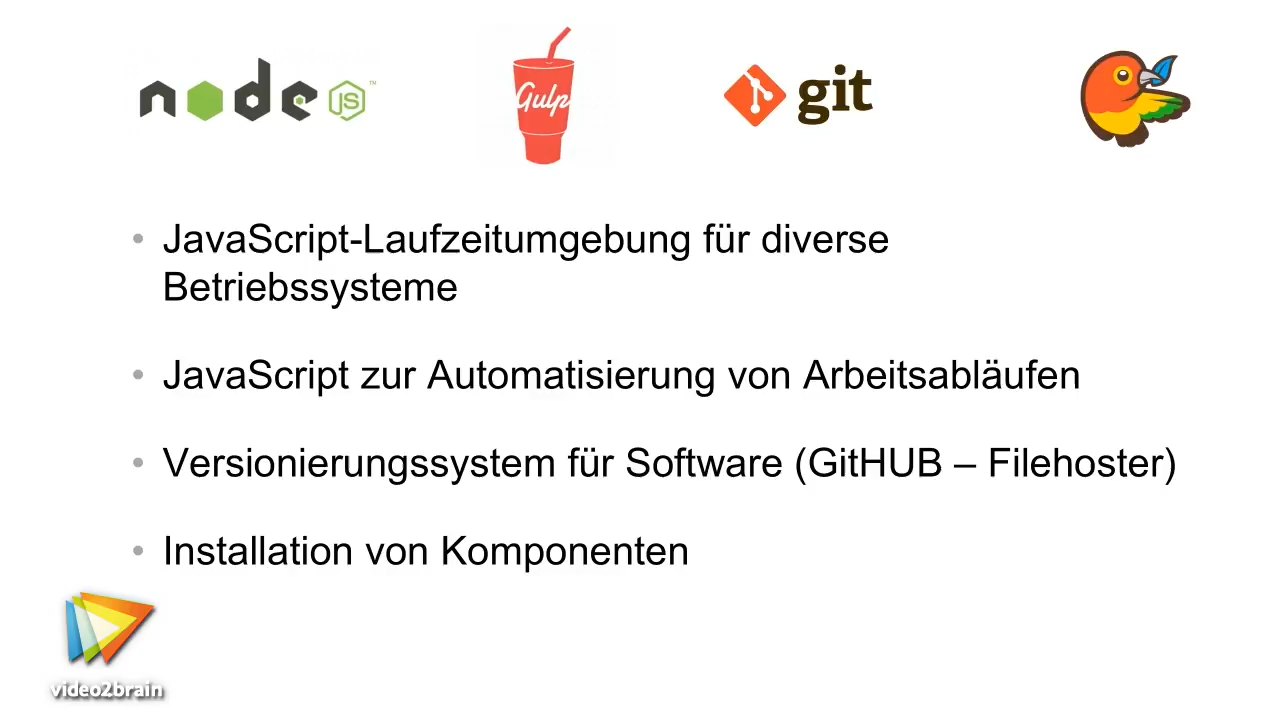 node JS ™
Gulp
git
• JavaScript-Laufzeitumgebung für diverse
Betriebssysteme
• JavaScript zur Automatisierung von Arbeitsabläufen
• Versionierungssystem für Software (GitHUB – Filehoster)
• Installation von Komponenten
video2brain